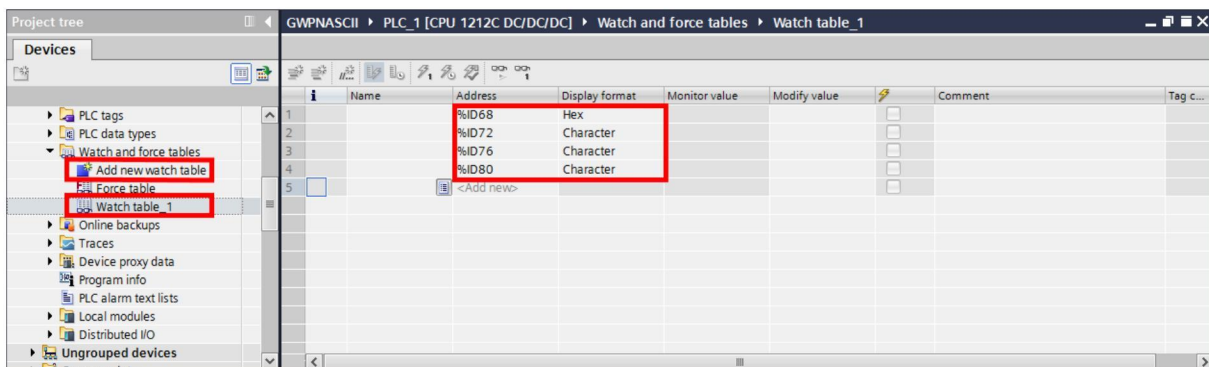 Project tree
GWPNASCII ▸ PLC_1 [CPU 1212C DC/DC/DC] ▸ Watch and force tables ▸ Watch table_1
Devices
i Name Address Display format Monitor value Modify value Comment Tag c...
1 %ID68 Hex
2 %ID72 Character
3 %ID76 Character
4 %ID80 Character
5 <Add new>
PLC tags
PLC data types
Watch and force tables
Add new watch table
Force table
Watch table_1
Online backups
Traces
Device proxy data
Program info
PLC alarm text lists
Local modules
Distributed I/O
Ungrouped devices